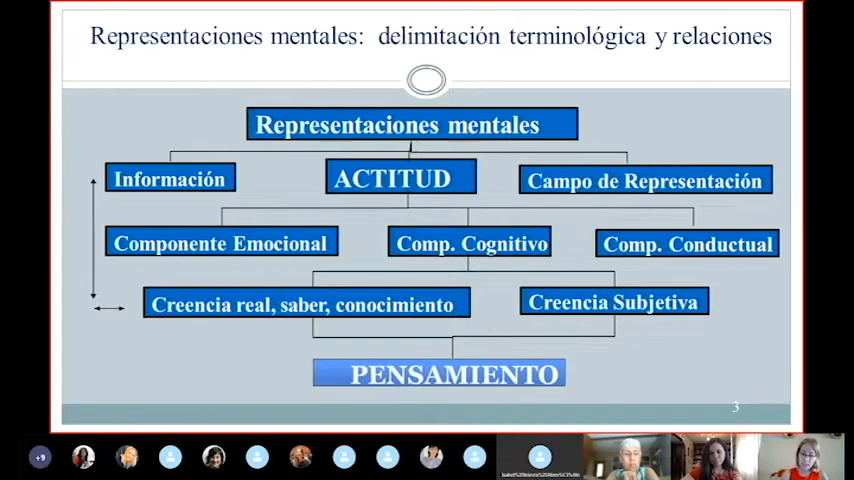 Representaciones mentales: delimitación terminológica y relaciones
Representaciones mentales
Información
ACTITUD
Campo de Representación
Componente Emocional
Comp. Cognitivo
Comp. Conductual
Creencia real, saber, conocimiento
Creencia Subjetiva
PENSAMIENTO
3
+9